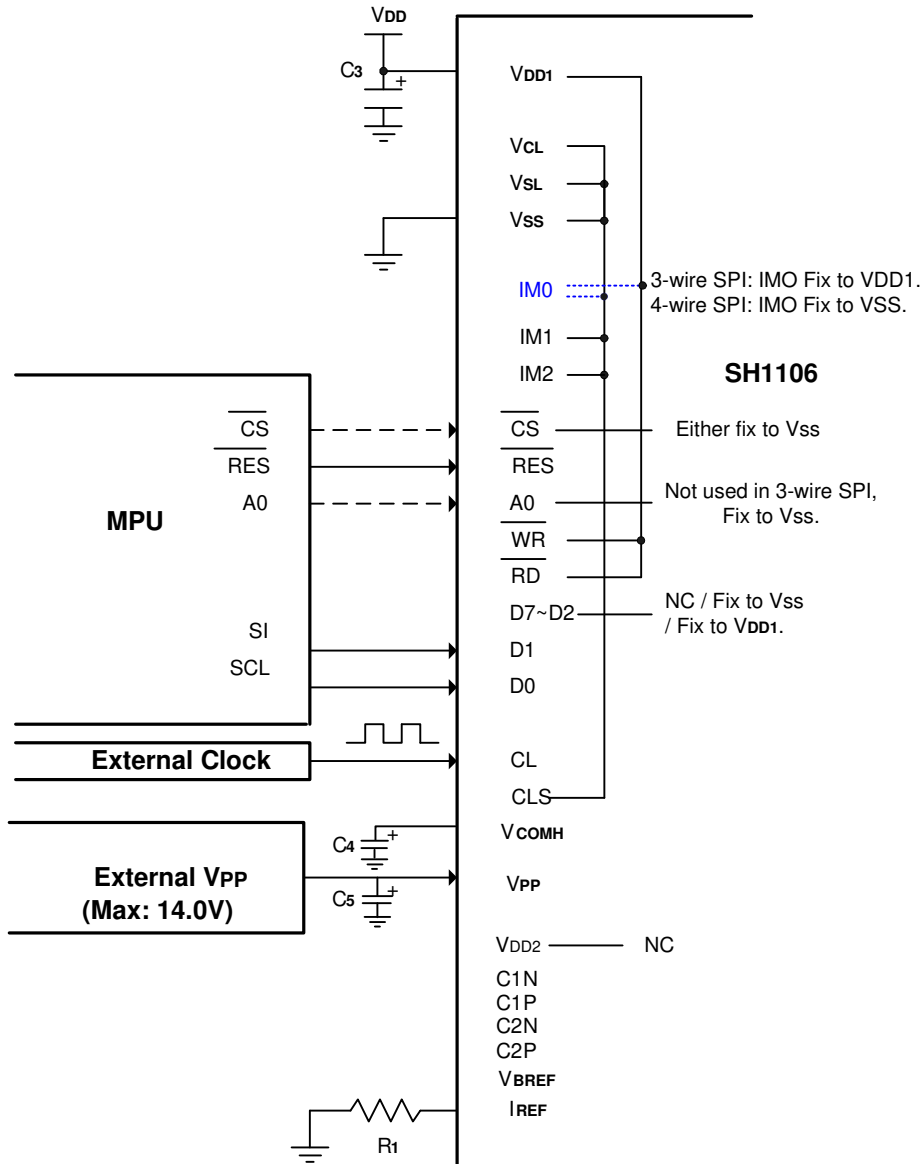 VDD
C3
VDD1
VCL
VSL
VSS
IM0
3-wire SPI: IMO Fix to VDD1.
4-wire SPI: IMO Fix to VSS.
IM1
IM2
SH1106
MPU
CS
RES
A0
SI
SCL
CS
Either fix to Vss
RES
A0
Not used in 3-wire SPI,
Fix to Vss.
WR
RD
D7~D2
NC / Fix to Vss
/ Fix to VDD1.
D1
D0
External Clock
CL
CLS
C4
+
VCOMH
External VPP
(Max: 14.0V)
C5
+
VPP
VDD2
NC
C1N
C1P
C2N
C2P
VBREF
IREF
R1
+